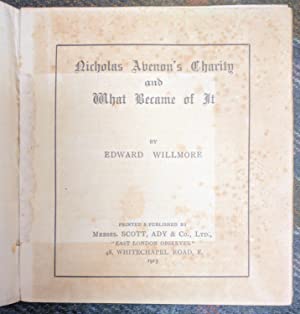 Nicholas Avenon's Charity
and
What Became of It
BY
EDWARD WILLMORE
PRINTED & PUBLISHED BY
MESSRS. SCOTT, ADY & CO., LTD.,
"EAST LONDON OBSERVER,"
48, WHITECHAPEL ROAD, E.